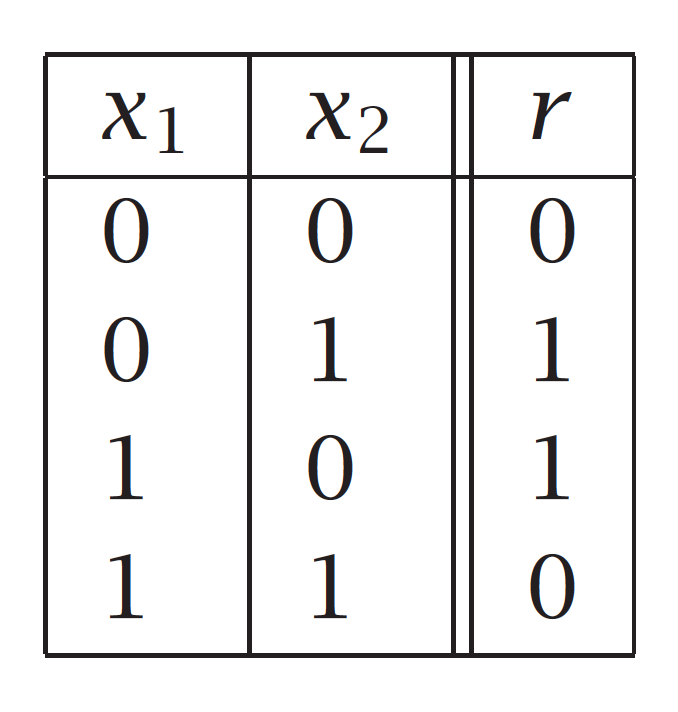 x₁ x₂ r
0 0 0
0 1 1
1 0 1
1 1 0